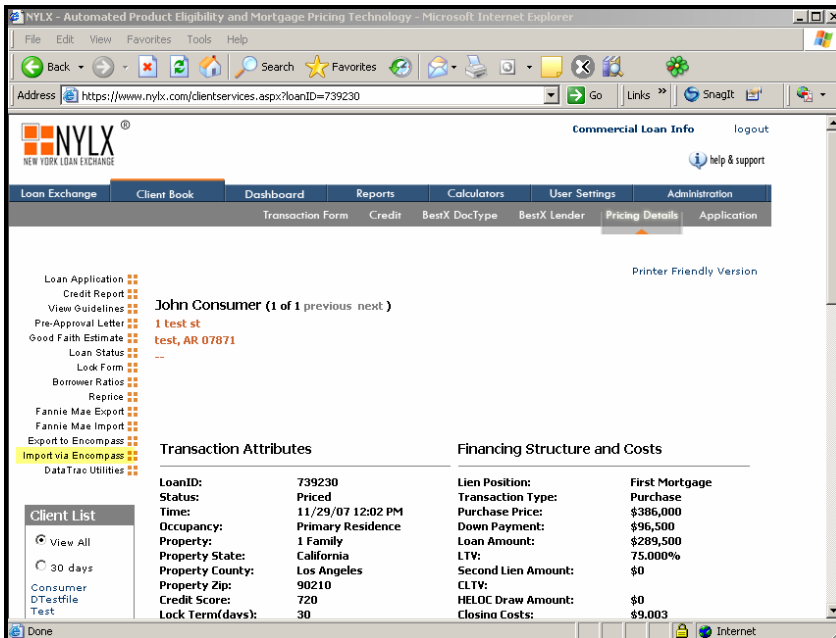 NYLX - Automated Product Eligibility and Mortgage Pricing Technology - Microsoft Internet Explorer
File Edit View Favorites Tools Help
Back Search Favorites
Address https://www.nylx.com/clientservices.aspx?loanID=739230 Go Links » SnagIt
NYLX ®
NEW YORK LOAN EXCHANGE
Commercial Loan Info logout
help & support
Loan Exchange Client Book Dashboard Reports Calculators User Settings Administration
Transaction Form Credit BestX DocType BestX Lender Pricing Details Application
Printer Friendly Version
Loan Application
Credit Report
View Guidelines
Pre-Approval Letter
Good Faith Estimate
Loan Status
Lock Form
Borrower Ratios
Reprice
Fannie Mae Export
Fannie Mae Import
Export to Encompass
Import via Encompass
DataTrac Utilities
Client List
View All
30 days
Consumer
DTestfile
Test
John Consumer (1 of 1 previous next )
1 test st
test, AR 07871
--
Transaction Attributes
LoanID: 739230
Status: Priced
Time: 11/29/07 12:02 PM
Occupancy: Primary Residence
Property: 1 Family
Property State: California
Property County: Los Angeles
Property Zip: 90210
Credit Score: 720
Lock Term(days): 30
Financing Structure and Costs
Lien Position: First Mortgage
Transaction Type: Purchase
Purchase Price: $386,000
Down Payment: $96,500
Loan Amount: $289,500
LTV: 75.000%
Second Lien Amount: $0
CLTV:
HELOC Draw Amount: $0
Closing Costs: $9,003
Done Internet